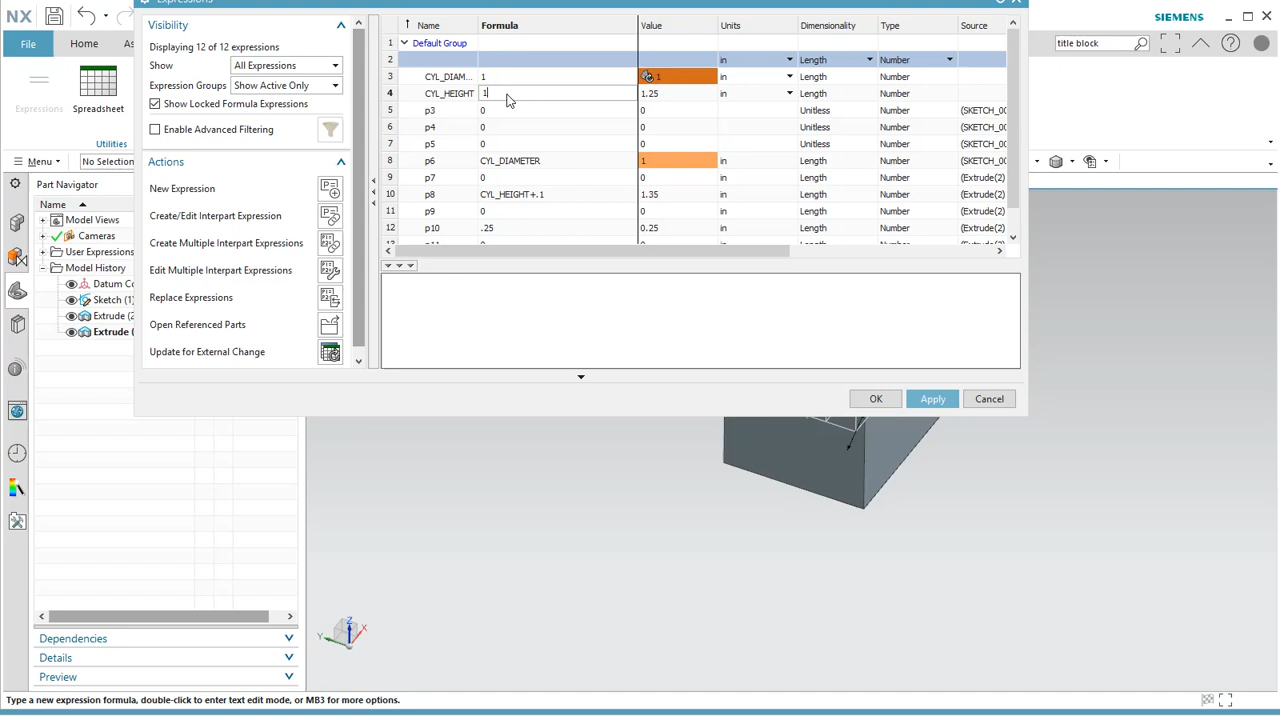 NX
SIEMENS
File
Home
title block
Expressions
Visibility
Displaying 12 of 12 expressions
Show All Expressions
Expression Groups Show Active Only
Show Locked Formula Expressions
Enable Advanced Filtering
Actions
New Expression
Create/Edit Interpart Expression
Create Multiple Interpart Expressions
Edit Multiple Interpart Expressions
Replace Expressions
Open Referenced Parts
Update for External Change
Expressions
Spreadsheet
Utilities
Menu
No Selection
Part Navigator
Name
Model Views
Cameras
User Expressions
Model History
Datum Co
Sketch (1)
Extrude (2
Extrude (
Dependencies
Details
Preview
Name Formula Value Units Dimensionality Type Source
1 Default Group
2 in Length Number
3 CYL_DIAM... 1 1 in Length Number
4 CYL_HEIGHT 1 1.25 in Length Number
5 p3 0 0 Unitless Number (SKETCH_00
6 p4 0 0 Unitless Number (SKETCH_00
7 p5 0 0 Unitless Number (SKETCH_00
8 p6 CYL_DIAMETER 1 in Length Number (SKETCH_00
9 p7 0 0 in Length Number (Extrude(2)
10 p8 CYL_HEIGHT+.1 1.35 in Length Number (Extrude(2)
11 p9 0 0 in Length Number (Extrude(2)
12 p10 .25 0.25 in Length Number (Extrude(2)
OK Apply Cancel
Z
Y
X
Type a new expression formula, double-click to enter text edit mode, or MB3 for more options.